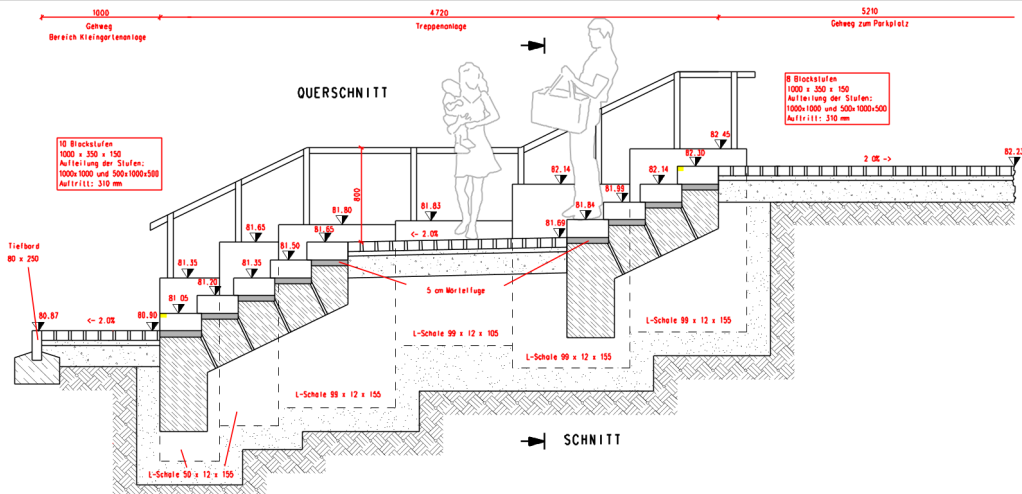 1000
4720
5210
Gehweg
Bereich Kleingartenanlage
Treppenanlage
Gehweg zum Parkplatz
QUERSCHNITT
8 Blockstufen
1000 x 350 x 150
Aufteilung der Stufen:
1000x1000 und 500x1000x500
Auftritt: 310 mm
10 Blockstufen
1000 x 350 x 150
Aufteilung der Stufen:
1000x1000 und 500x1000x500
Auftritt: 310 mm
82.45
82.30
2.0% ->
82.14
82.14
81.99
800
81.84
81.83
81.80
81.69
81.65
81.65
<- 2.0%
81.50
Tiefbord
80 x 250
81.35
81.35
81.20
5 cm Mörtelfuge
81.05
80.87
<- 2.0%
80.90
L-Schale 99 x 12 x 155
L-Schale 99 x 12 x 105
L-Schale 99 x 12 x 155
L-Schale 99 x 12 x 155
SCHNITT
L-Schale 50 x 12 x 155